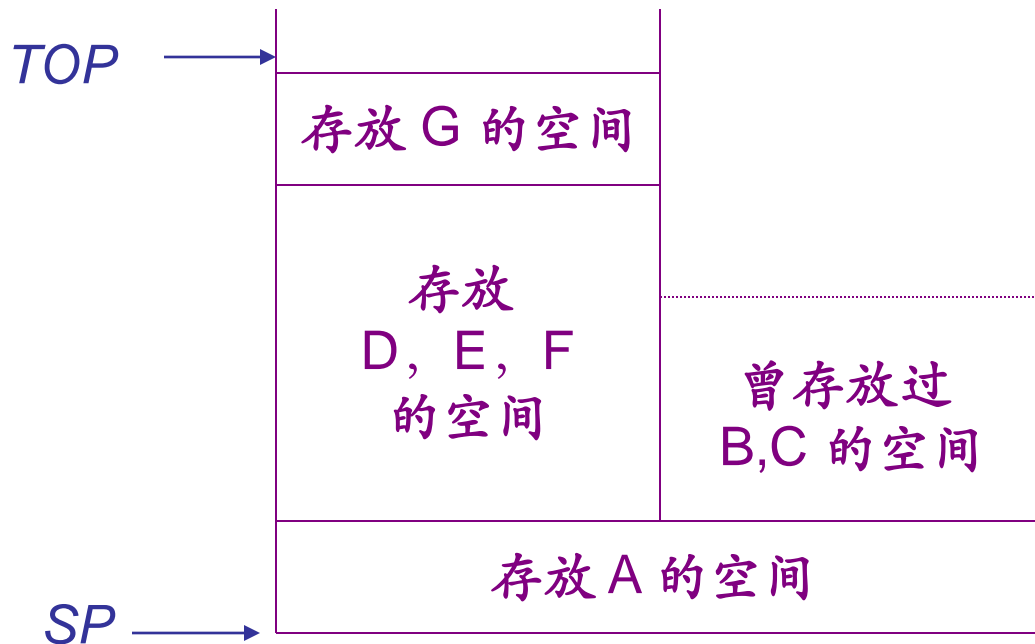 TOP
存放 G 的空间
存放
D，E，F
的空间
曾存放过
B,C 的空间
存放 A 的空间
SP